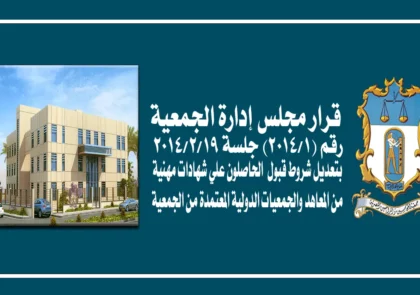 قرار مجلس إدارة الجمعية
رقم (٢٠١٤/١) جلسة ٢٠١٤/٢/١٩
بتعديل شروط قبول الحاصلون علي شهادات مهنية
من المعاهد والجمعيات الدولية المعتمدة من الجمعية